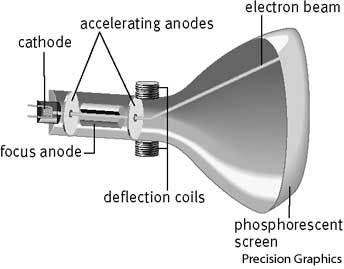 electron beam
accelerating anodes
cathode
focus anode
deflection coils
phosphorescent
screen
Precision Graphics